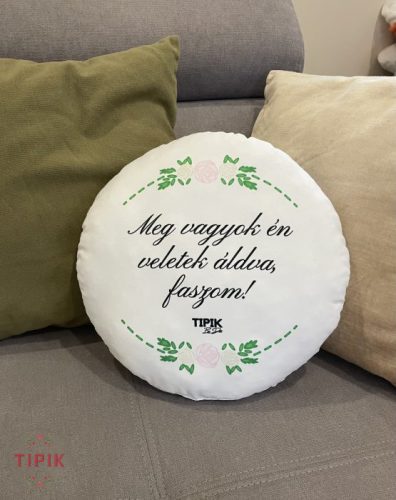 Meg vagyok én
veletek áldva,
faszom!
TIPIK
TIPIK